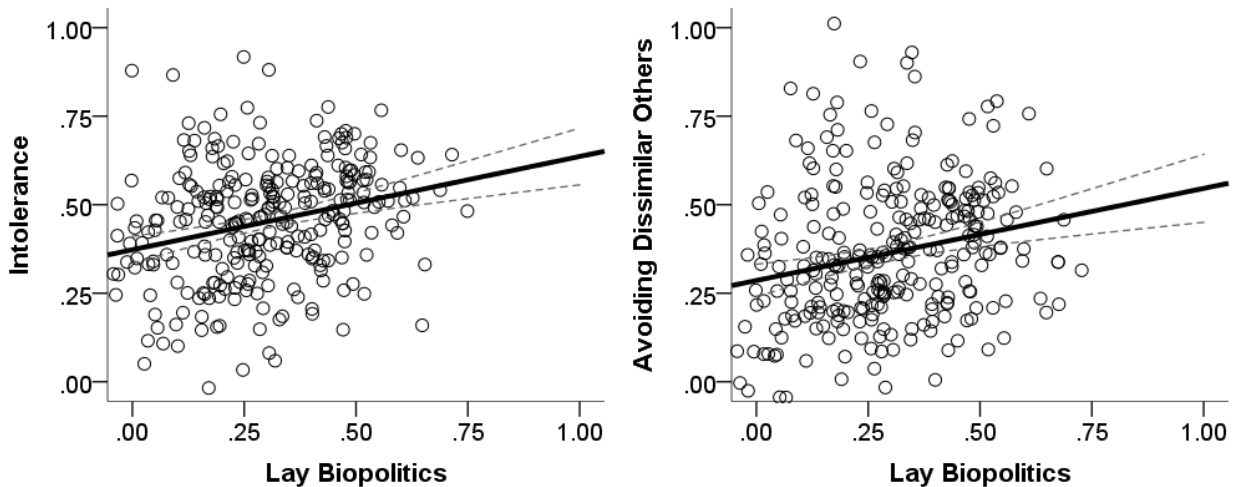 1.00
.75
.50
.25
.00
Intolerance
.00 .25 .50 .75 1.00
Lay Biopolitics
1.00
.75
.50
.25
.00
Avoiding Dissimilar Others
.00 .25 .50 .75 1.00
Lay Biopolitics